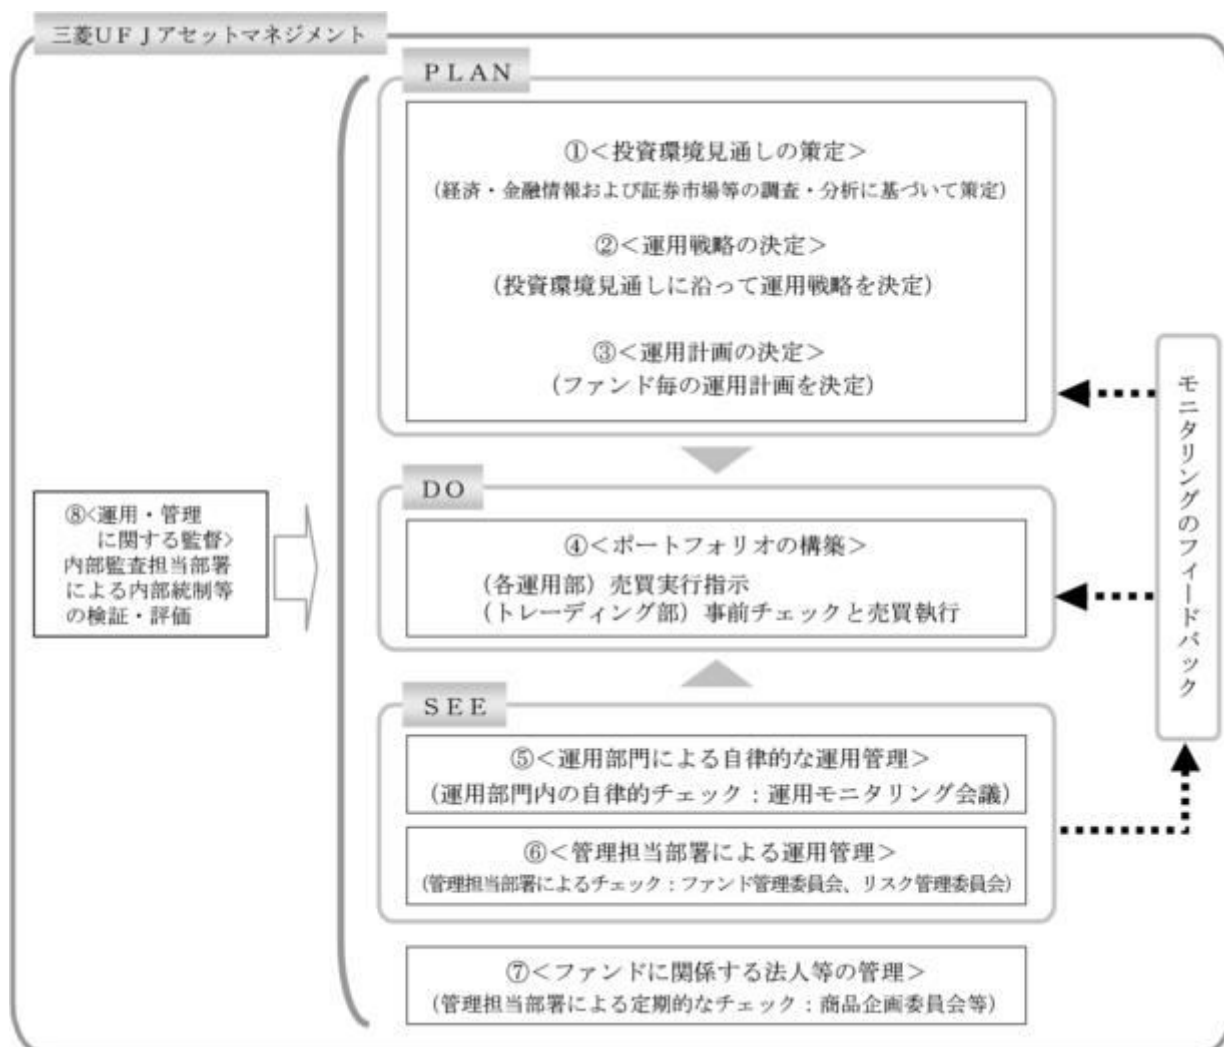 三菱UFJアセットマネジメント
PLAN
①<投資環境見通しの策定>
(経済・金融情報および証券市場等の調査・分析に基づいて策定)
②<運用戦略の決定>
(投資環境見通しに沿って運用戦略を決定)
③<運用計画の決定>
(ファンド毎の運用計画を決定)
DO
④<ポートフォリオの構築>
(各運用部)売買実行指示
(トレーディング部)事前チェックと売買執行
SEE
⑤<運用部門による自律的な運用管理>
(運用部門内の自律的チェック:運用モニタリング会議)
⑥<管理担当部署による運用管理>
(管理担当部署によるチェック:ファンド管理委員会、リスク管理委員会)
⑦<ファンドに関係する法人等の管理>
(管理担当部署による定期的なチェック:商品企画委員会等)
⑧<運用・管理
に関する監督>
内部監査担当部署
による内部統制等
の検証・評価
モニタリングのフィードバック